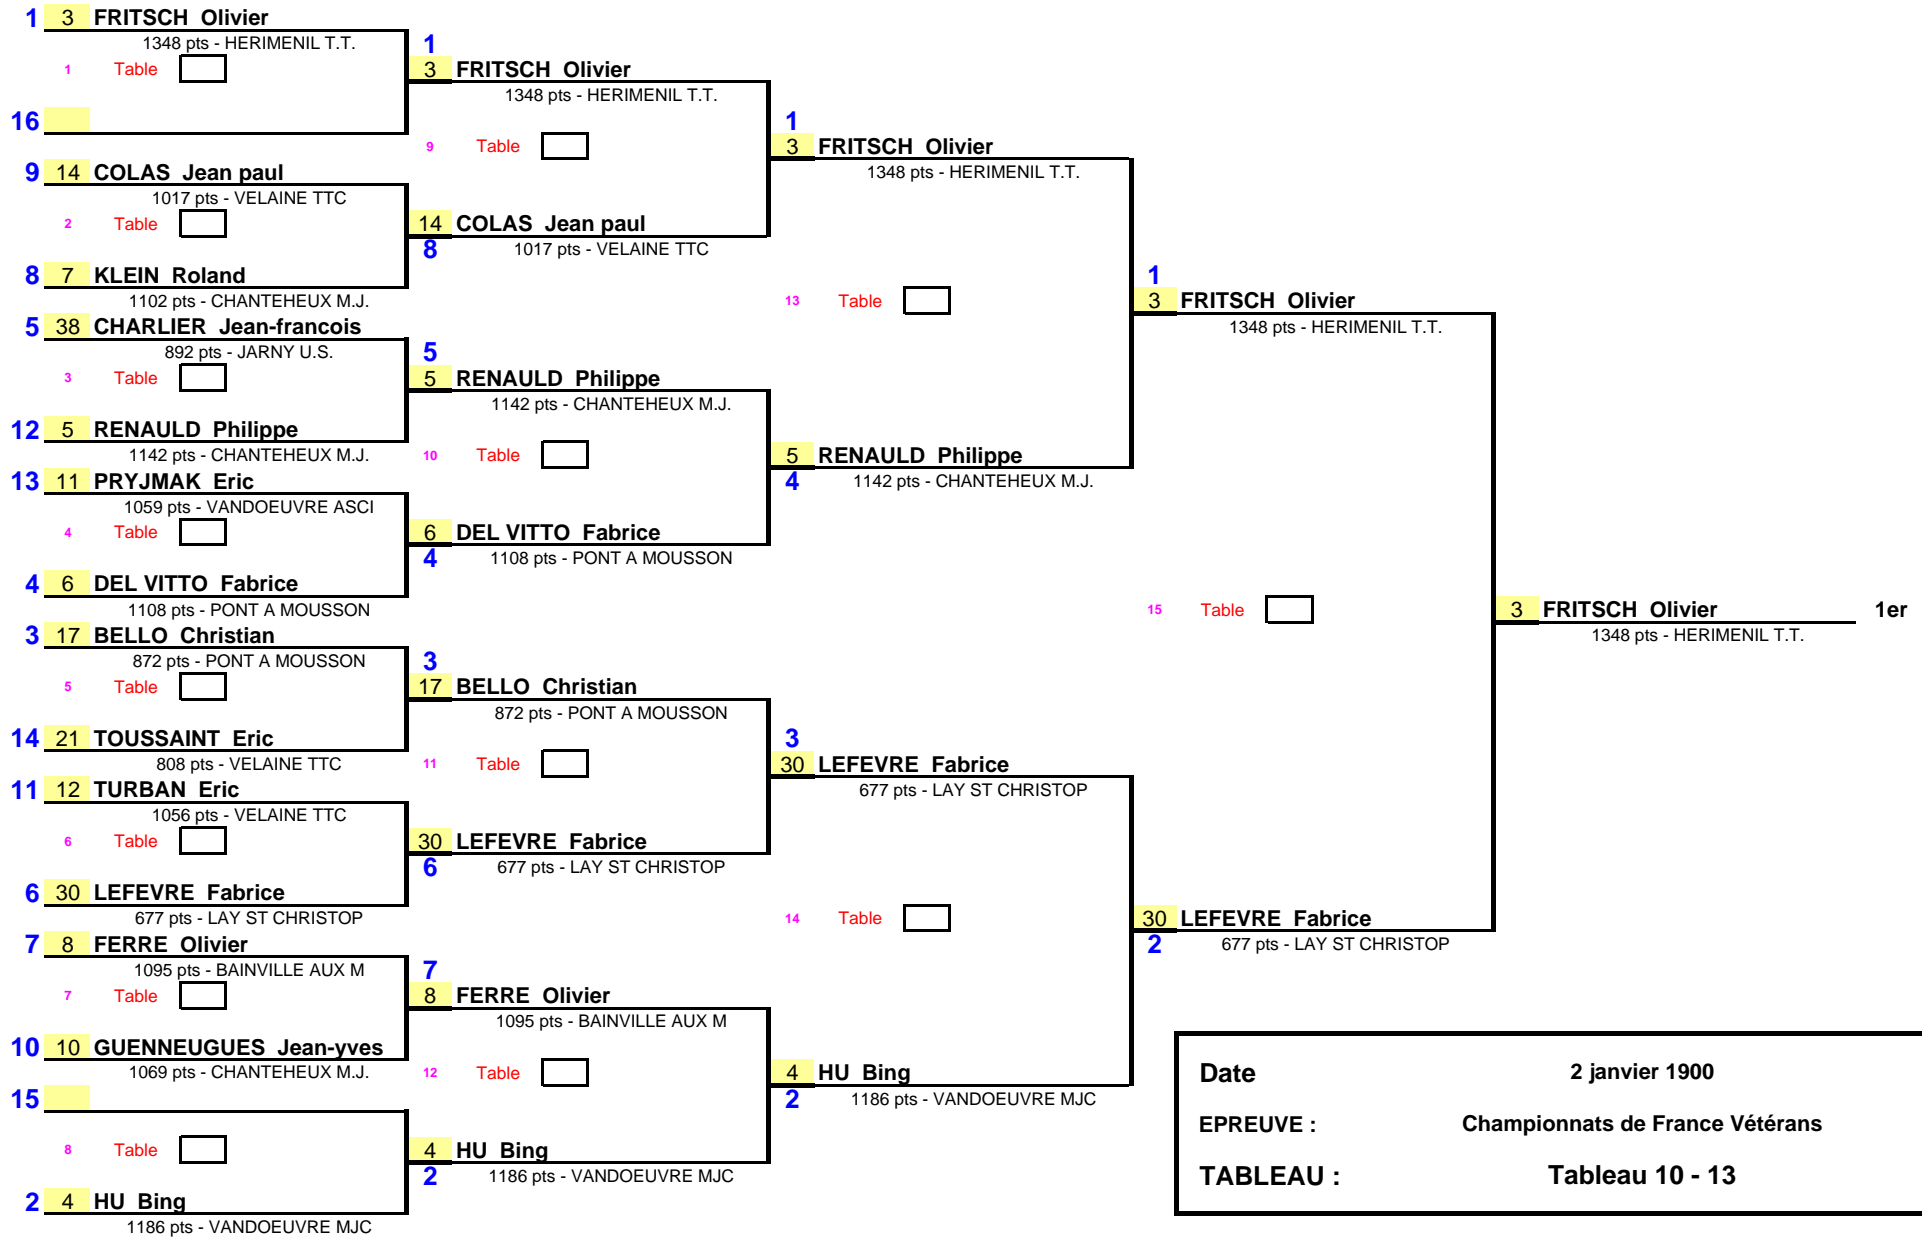 1 3 FRITSCH Olivier
1348 pts - HERIMENIL T.T.
1 Table
16
9 14 COLAS Jean paul
1017 pts - VELAINE TTC
2 Table
8 7 KLEIN Roland
1102 pts - CHANTEHEUX M.J.
5 38 CHARLIER Jean-francois
892 pts - JARNY U.S.
3 Table
12 5 RENAULD Philippe
1142 pts - CHANTEHEUX M.J.
13 11 PRYJMAK Eric
1059 pts - VANDOEUVRE ASCI
4 Table
4 6 DEL VITTO Fabrice
1108 pts - PONT A MOUSSON
3 17 BELLO Christian
872 pts - PONT A MOUSSON
5 Table
14 21 TOUSSAINT Eric
808 pts - VELAINE TTC
11 12 TURBAN Eric
1056 pts - VELAINE TTC
6 Table
6 30 LEFEVRE Fabrice
677 pts - LAY ST CHRISTOP
7 8 FERRE Olivier
1095 pts - BAINVILLE AUX M
7 Table
10 10 GUENNEUGUES Jean-yves
1069 pts - CHANTEHEUX M.J.
15
8 Table
2 4 HU Bing
1186 pts - VANDOEUVRE MJC
1
3 FRITSCH Olivier
1348 pts - HERIMENIL T.T.
9 Table
14 COLAS Jean paul
8 1017 pts - VELAINE TTC
5
5 RENAULD Philippe
1142 pts - CHANTEHEUX M.J.
10 Table
6 DEL VITTO Fabrice
4 1108 pts - PONT A MOUSSON
3
17 BELLO Christian
872 pts - PONT A MOUSSON
11 Table
30 LEFEVRE Fabrice
6 677 pts - LAY ST CHRISTOP
7
8 FERRE Olivier
1095 pts - BAINVILLE AUX M
12 Table
4 HU Bing
2 1186 pts - VANDOEUVRE MJC
1
3 FRITSCH Olivier
1348 pts - HERIMENIL T.T.
13 Table
5 RENAULD Philippe
4 1142 pts - CHANTEHEUX M.J.
3
30 LEFEVRE Fabrice
677 pts - LAY ST CHRISTOP
14 Table
4 HU Bing
2 1186 pts - VANDOEUVRE MJC
1
3 FRITSCH Olivier
1348 pts - HERIMENIL T.T.
15 Table
30 LEFEVRE Fabrice
2 677 pts - LAY ST CHRISTOP
3 FRITSCH Olivier 1er
1348 pts - HERIMENIL T.T.
Date 2 janvier 1900
EPREUVE : Championnats de France Vétérans
TABLEAU : Tableau 10 - 13